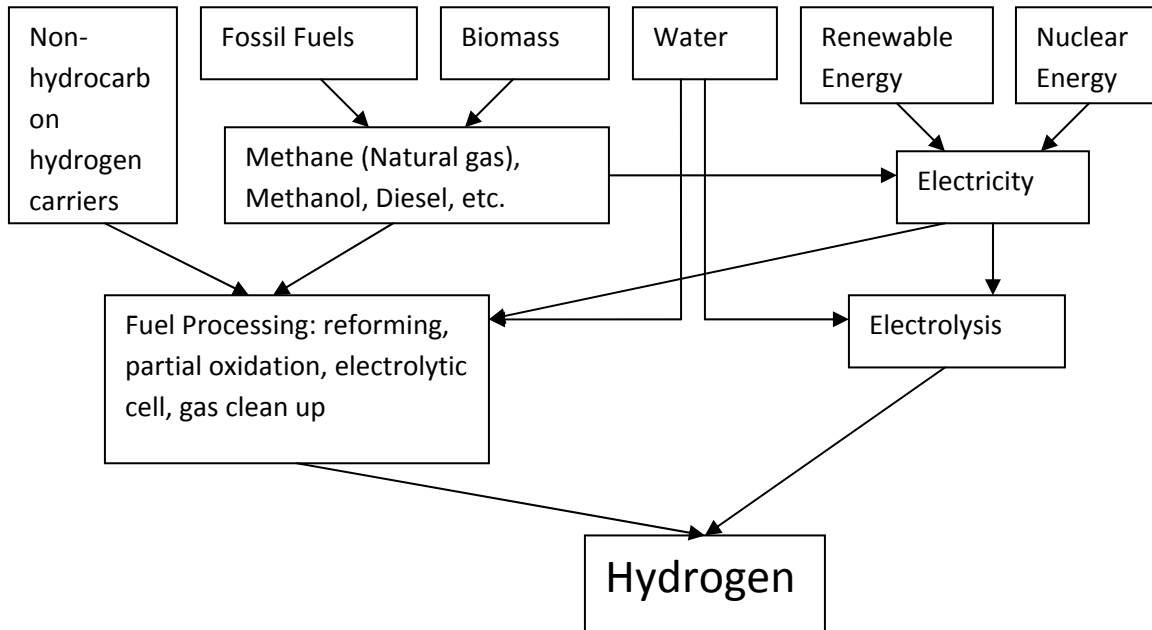 Non-
hydrocarb
on
hydrogen
carriers
Fossil Fuels
Biomass
Water
Renewable
Energy
Nuclear
Energy
Methane (Natural gas),
Methanol, Diesel, etc.
Electricity
Fuel Processing: reforming,
partial oxidation, electrolytic
cell, gas clean up
Electrolysis
Hydrogen